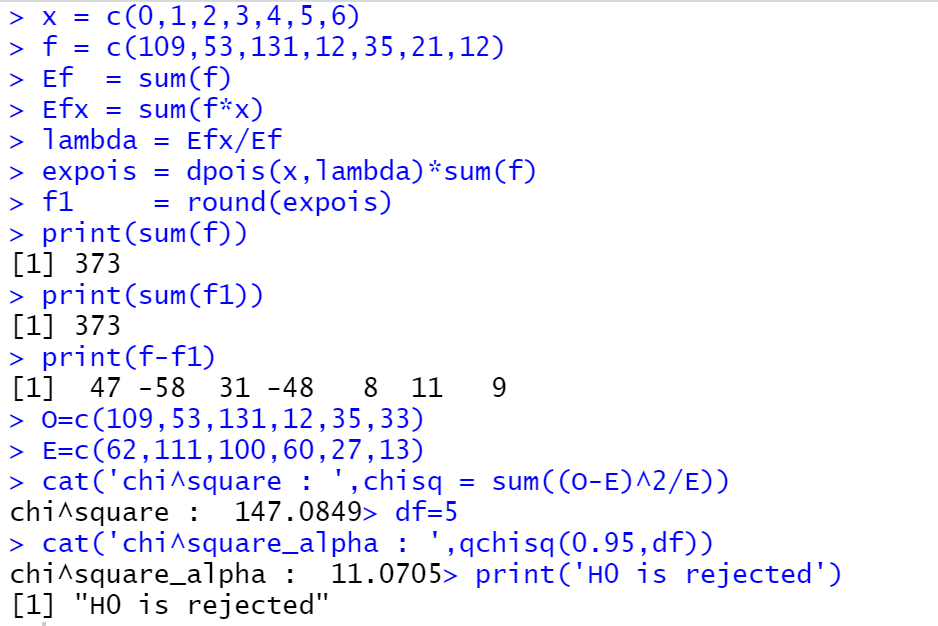 > x = c(0,1,2,3,4,5,6)
> f = c(109,53,131,12,35,21,12)
> Ef  = sum(f)
> Efx = sum(f*x)
> lambda = Efx/Ef
> expois = dpois(x,lambda)*sum(f)
> f1     = round(expois)
> print(sum(f))
[1] 373
> print(sum(f1))
[1] 373
> print(f-f1)
[1]  47 -58  31 -48   8  11   9
> O=c(109,53,131,12,35,33)
> E=c(62,111,100,60,27,13)
> cat('chi^square : ',chisq = sum((O-E)^2/E))
chi^square :  147.0849> df=5
> cat('chi^square_alpha : ',qchisq(0.95,df))
chi^square_alpha :  11.0705> print('H0 is rejected')
[1] "H0 is rejected"